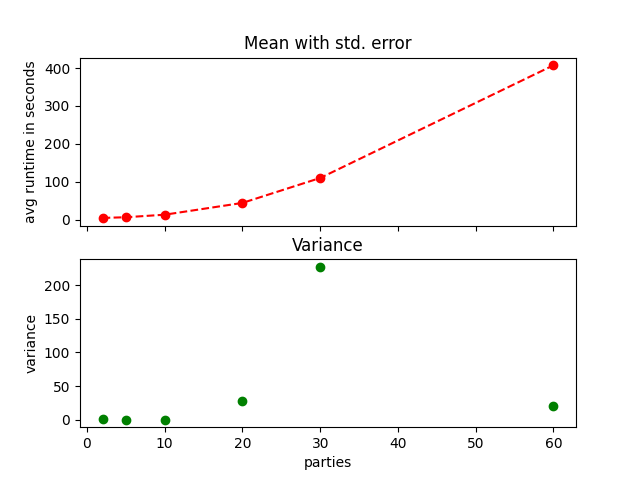 Mean with std. error
avg runtime in seconds
400
300
200
100
0
Variance
variance
200
150
100
50
0
0 10 20 30 40 50 60
parties